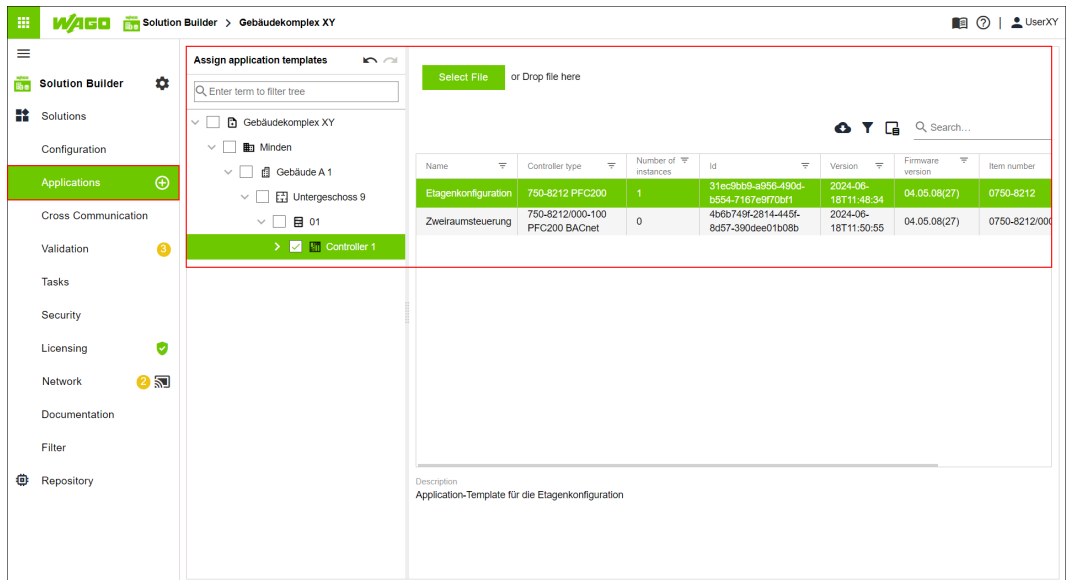 WAGO Solution Builder > Gebäudekomplex XY
UserXY
Solution Builder
Solutions
Configuration
Applications
Cross Communication
Validation 3
Tasks
Security
Licensing
Network 2
Documentation
Filter
Repository
Assign application templates
Enter term to filter tree
Gebäudekomplex XY
Minden
Gebäude A 1
Untergeschoss 9
01
Controller 1
Select File or Drop file here
Search...
Name Controller type Number of instances Id Version Firmware version Item number
Etagenkonfiguration 750-8212 PFC200 1 31ec9bb9-a956-490d-b554-7167e9f70bf1 2024-06-18T11:48:34 04.05.08(27) 0750-8212
Zweiraumsteuerung 750-8212/000-100 PFC200 BACnet 0 4b6b749f-2814-445f-8d57-390dee01b08b 2024-06-18T11:50:55 04.05.08(27) 0750-8212/000
Description
Application-Template für die Etagenkonfiguration